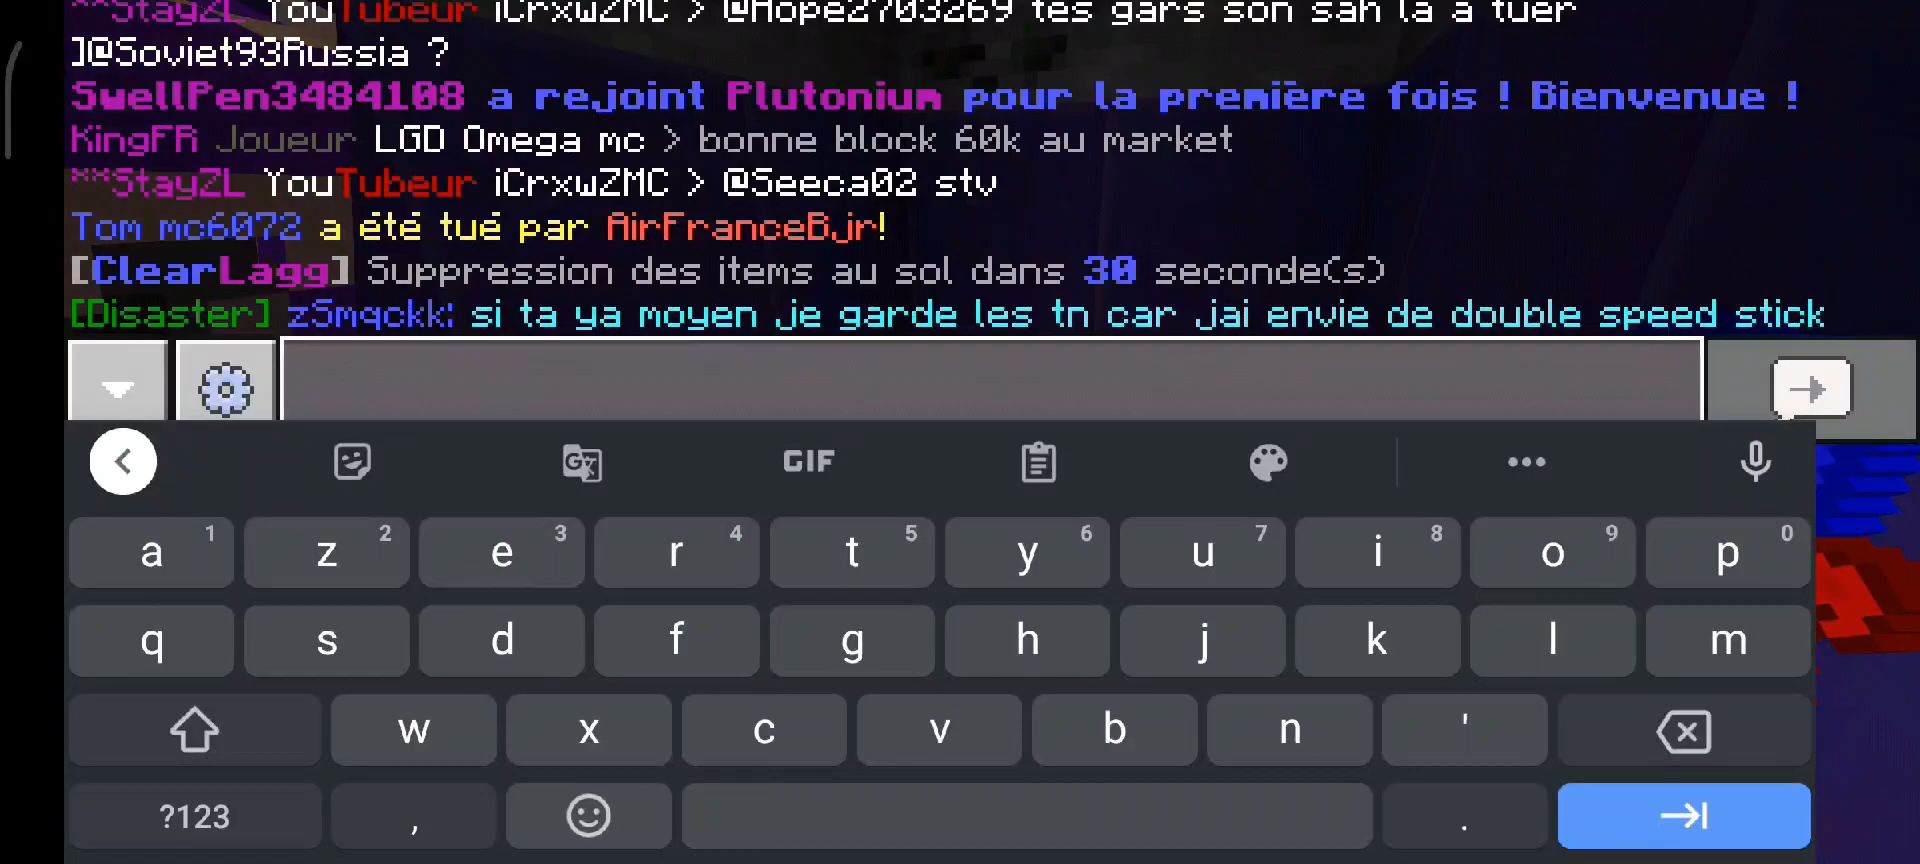 ^^StayZL YouTubeur iCrxwZMC > @Hope2703269 tes gars son sah la a tuer
]@Soviet93Russia ?
SwellPen3484108 a rejoint Plutonium pour la première fois ! Bienvenue !
KingFR Joueur LGD Omega mc > bonne block 60k au market
^^StayZL YouTubeur iCrxwZMC > @Seeca02 stv
Tom mc6072 a été tué par AirFranceBjr!
[ClearLagg] Suppression des items au sol dans 30 seconde(s)
[Disaster] z5mqckk: si ta ya moyen je garde les tn car jai envie de double speed stick
GIF
a 1 z 2 e 3 r 4 t 5 y 6 u 7 i 8 o 9 p 0
q s d f g h j k l m
w x c v b n '
?123 , .